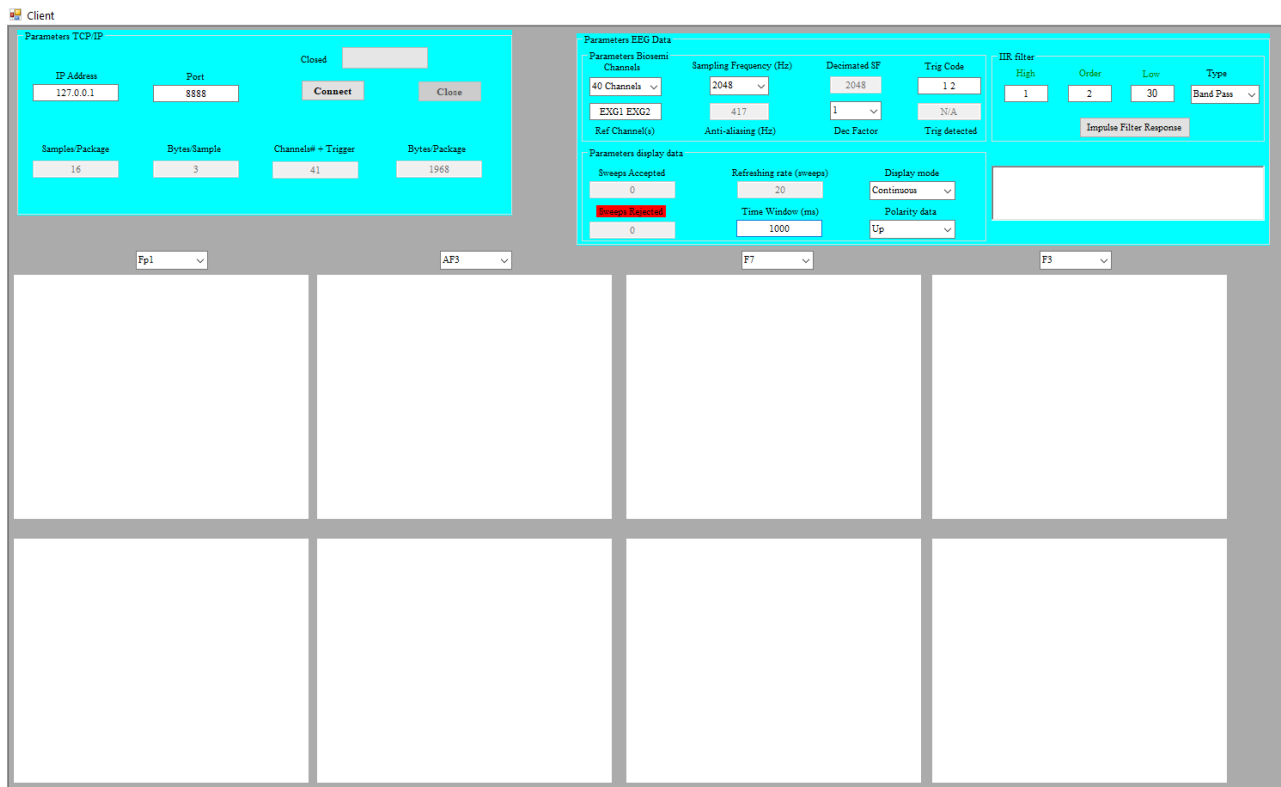 Client
Parameters TCP/IP
Closed
IP Address
Port
127.0.0.1
8888
Connect
Close
Samples/Package
Bytes/Sample
Channels# + Trigger
Bytes/Package
16
3
41
1968
Parameters EEG Data
Parameters Biosemi
Channels
Sampling Frequency (Hz)
Decimated SF
Trig Code
40 Channels
2048
2048
1 2
EXG1 EXG2
417
1
N/A
Ref Channel(s)
Anti-aliasing (Hz)
Dec Factor
Trig detected
IIR filter
High
Order
Low
Type
1
2
30
Band Pass
Impulse Filter Response
Parameters display data
Sweeps Accepted
Refreshing rate (sweeps)
Display mode
0
20
Continuous
Sweeps Rejected
Time Window (ms)
Polarity data
0
1000
Up
Fp1
AF3
F7
F3